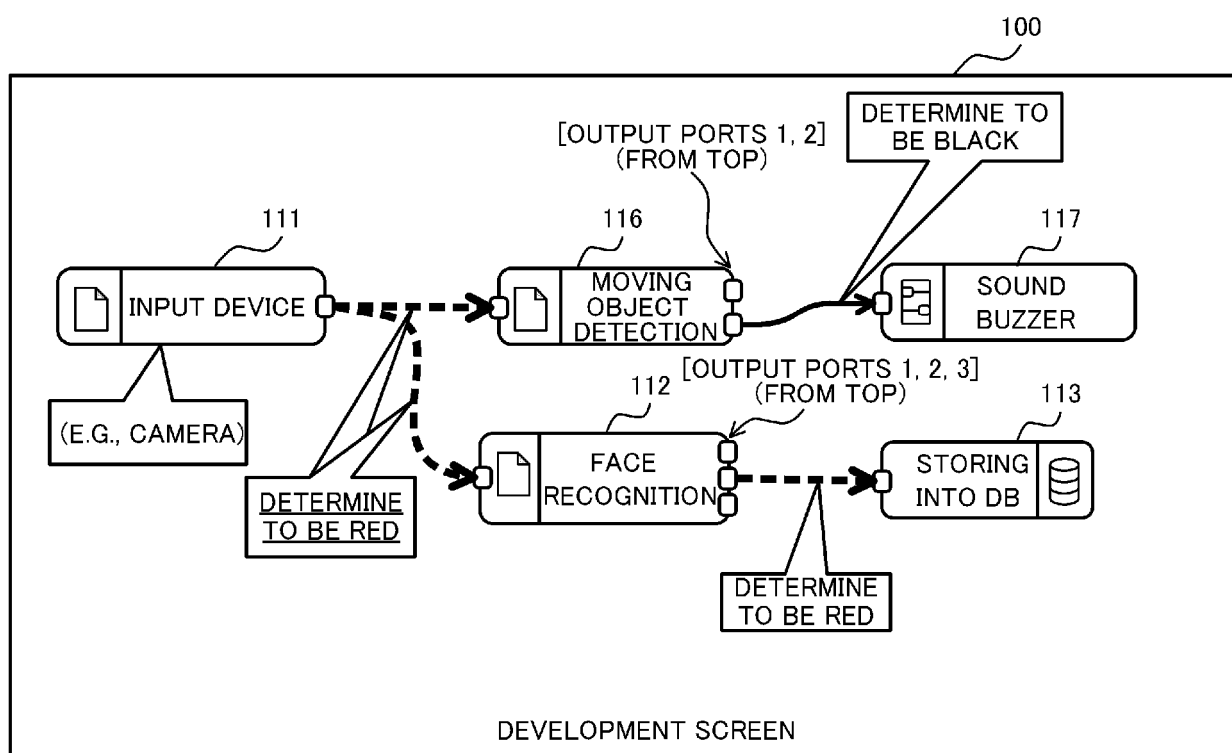 100
DETERMINE TO
BE BLACK
[OUTPUT PORTS 1, 2]
(FROM TOP)
111
116
117
INPUT DEVICE
MOVING
OBJECT
DETECTION
SOUND
BUZZER
(E.G., CAMERA)
[OUTPUT PORTS 1, 2, 3]
(FROM TOP)
112
113
FACE
RECOGNITION
STORING
INTO DB
DETERMINE
TO BE RED
DETERMINE
TO BE RED
DEVELOPMENT SCREEN